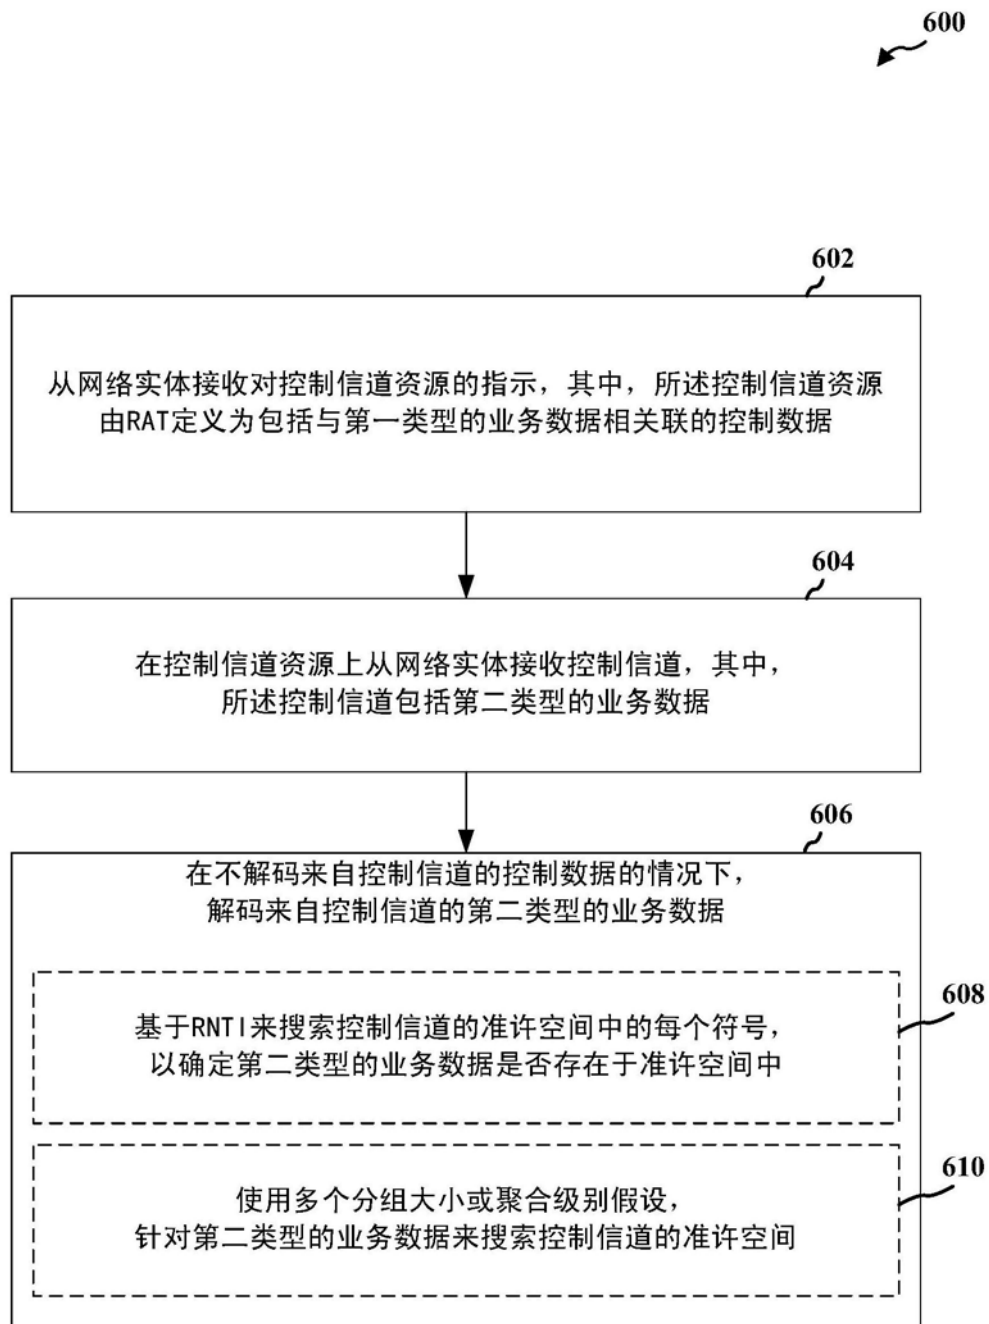 600
602
从网络实体接收对控制信道资源的指示，其中，所述控制信道资源
由RAT定义为包括与第一类型的业务数据相关联的控制数据
604
在控制信道资源上从网络实体接收控制信道，其中，
所述控制信道包括第二类型的业务数据
606
在不解码来自控制信道的控制数据的情况下，
解码来自控制信道的第二类型的业务数据
608
基于RNTI来搜索控制信道的准许空间中的每个符号，
以确定第二类型的业务数据是否存在于准许空间中
610
使用多个分组大小或聚合级别假设，
针对第二类型的业务数据来搜索控制信道的准许空间